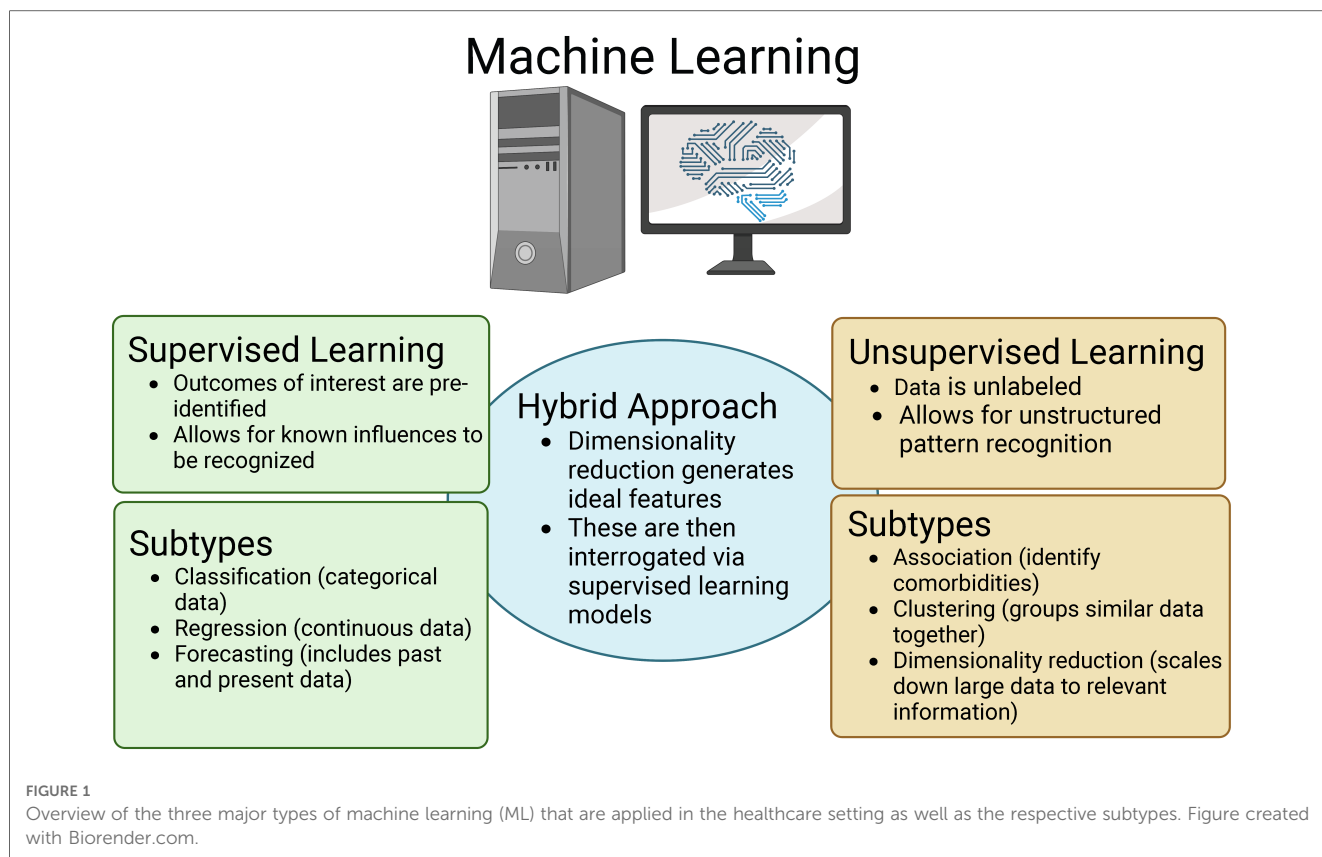 Machine Learning
Supervised Learning
• Outcomes of interest are pre-
identified
• Allows for known influences to
be recognized
Subtypes
• Classification (categorical
data)
• Regression (continuous data)
• Forecasting (includes past
and present data)
Hybrid Approach
• Dimensionality
reduction generates
ideal features
• These are then
interrogated via
supervised learning
models
Unsupervised Learning
• Data is unlabeled
• Allows for unstructured
pattern recognition
Subtypes
• Association (identify
comorbidities)
• Clustering (groups similar data
together)
• Dimensionality reduction (scales
down large data to relevant
information)
FIGURE 1
Overview of the three major types of machine learning (ML) that are applied in the healthcare setting as well as the respective subtypes. Figure created
with Biorender.com.